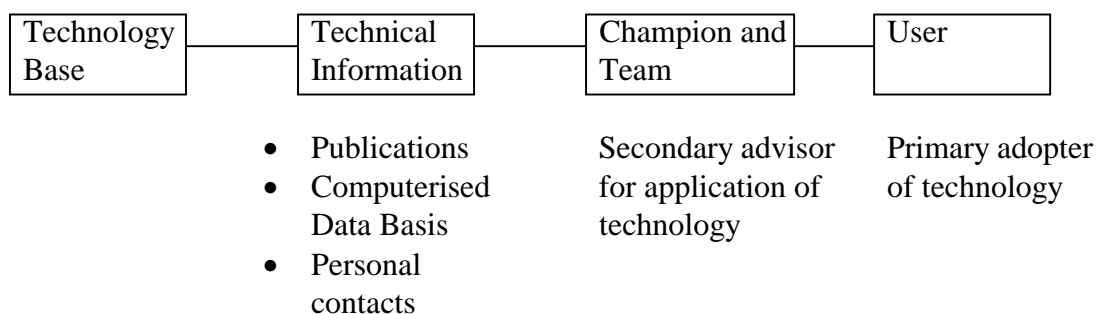 Technology
Base
Technical
Information
Champion and
Team
User
• Publications
• Computerised
Data Basis
• Personal
contacts
Secondary advisor
for application of
technology
Primary adopter
of technology